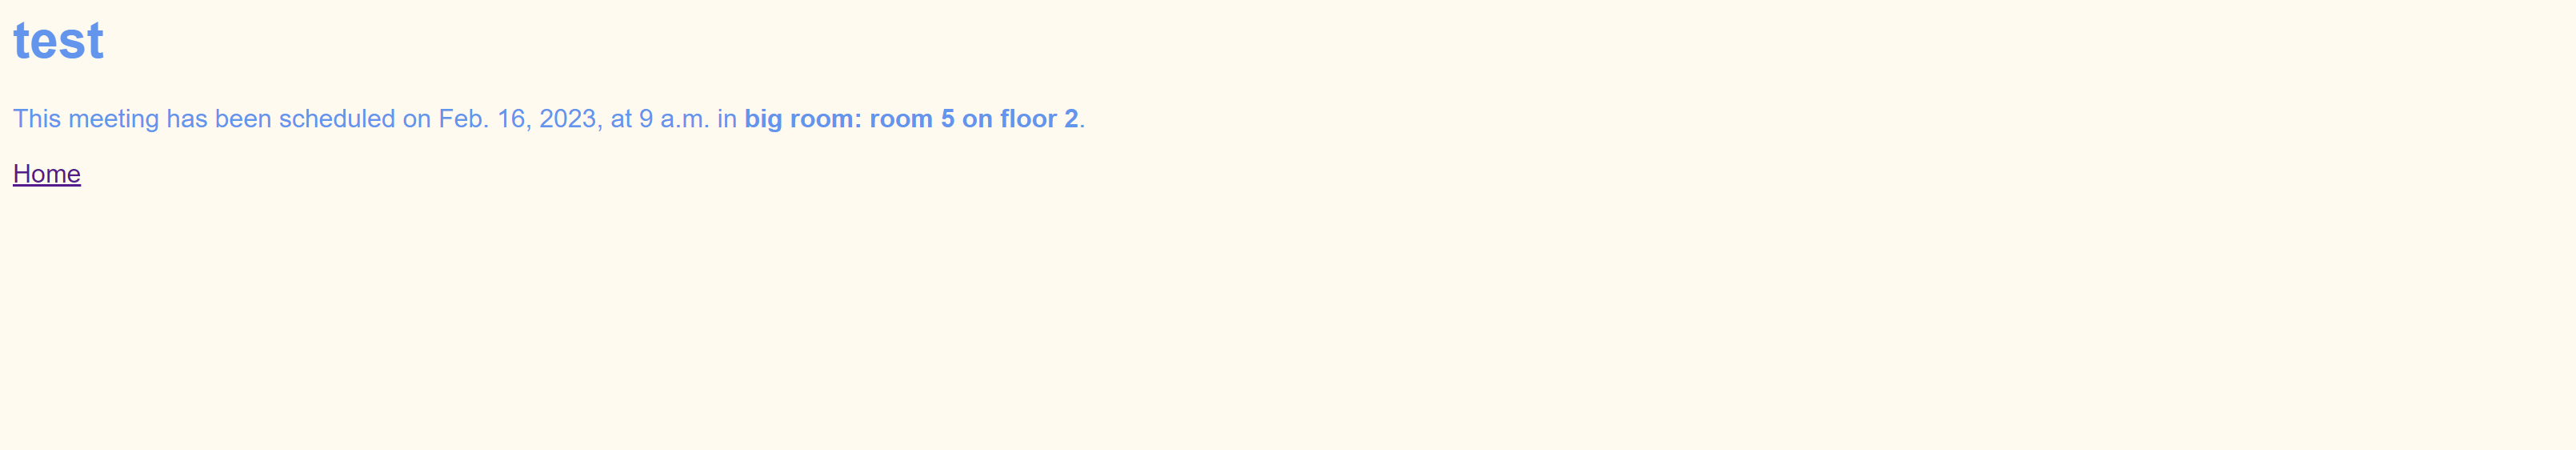 test
This meeting has been scheduled on Feb. 16, 2023, at 9 a.m. in big room: room 5 on floor 2.
Home